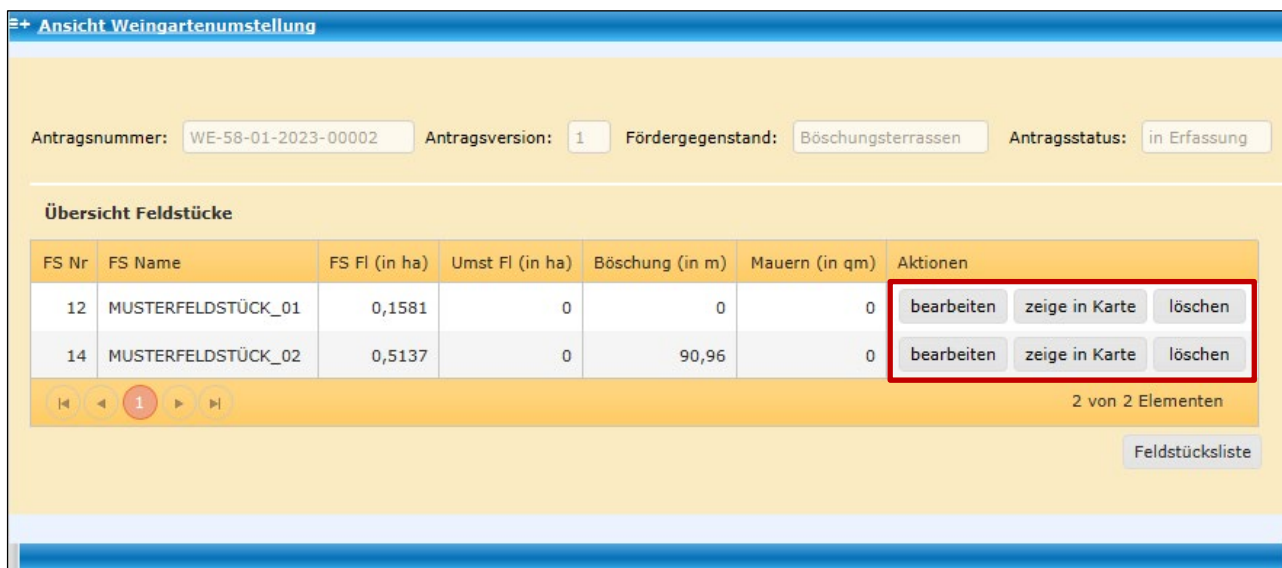 Ansicht Weingartenumstellung
Antragsnummer: WE-58-01-2023-00002 Antragsversion: 1 Fördergegenstand: Böschungsterrassen Antragsstatus: in Erfassung
Übersicht Feldstücke
FS Nr FS Name FS Fl (in ha) Umst Fl (in ha) Böschung (in m) Mauern (in qm) Aktionen
12 MUSTERFELDSTÜCK_01 0,1581 0 0 0 bearbeiten zeige in Karte löschen
14 MUSTERFELDSTÜCK_02 0,5137 0 90,96 0 bearbeiten zeige in Karte löschen
1 2 von 2 Elementen
Feldstücksliste